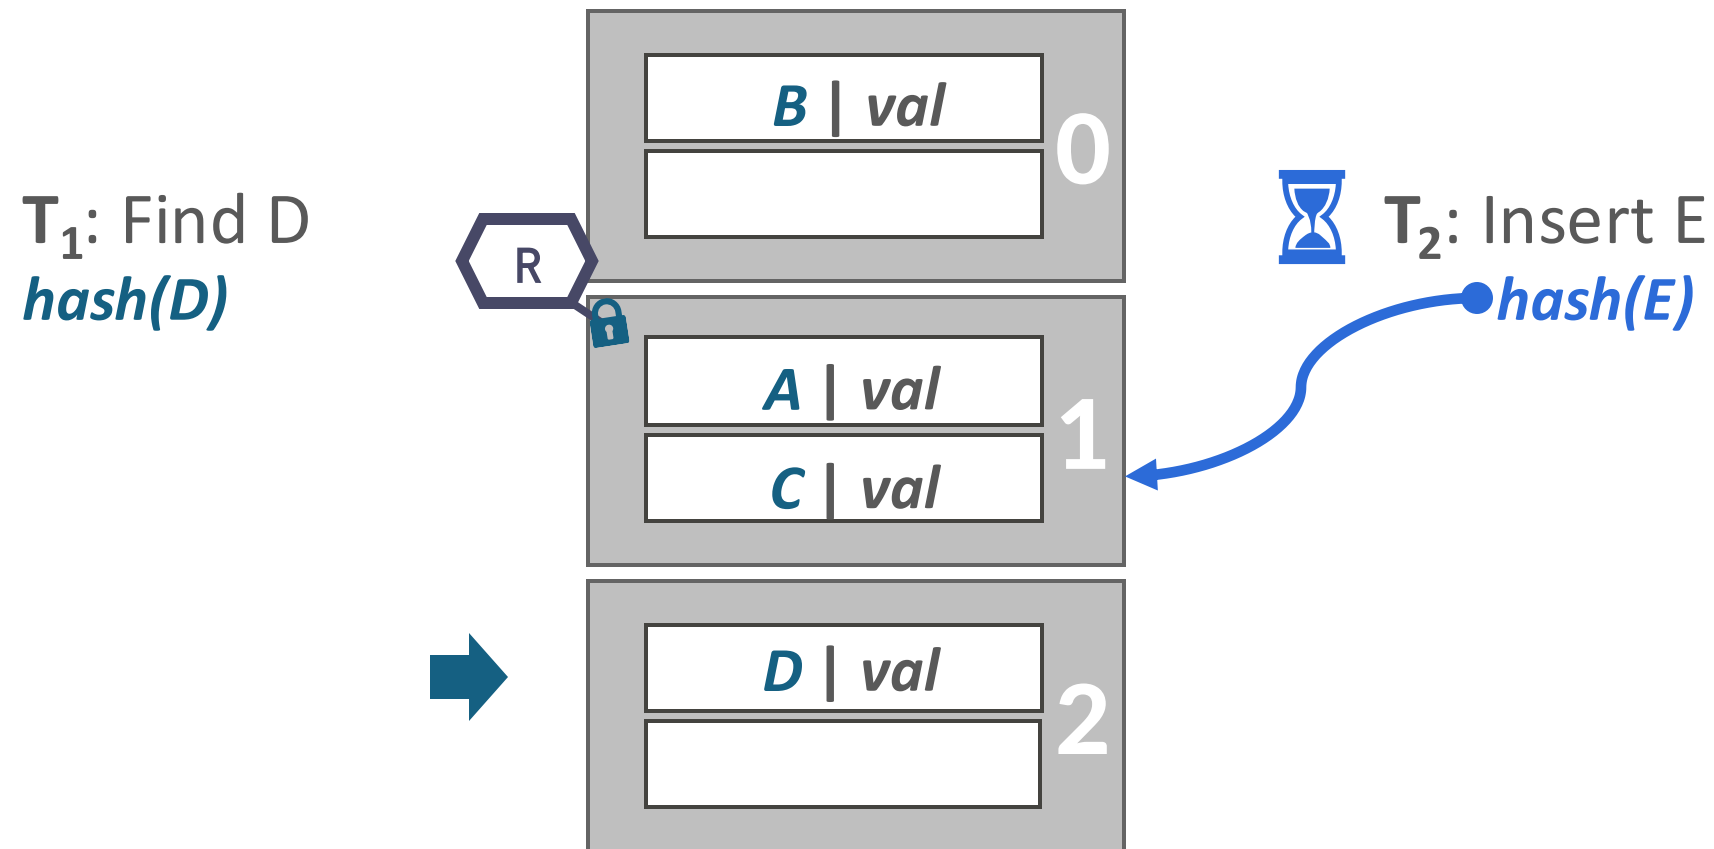 T₁: Find D
hash(D)
R
B | val
0
A | val
C | val
1
D | val
2
T₂: Insert E
hash(E)